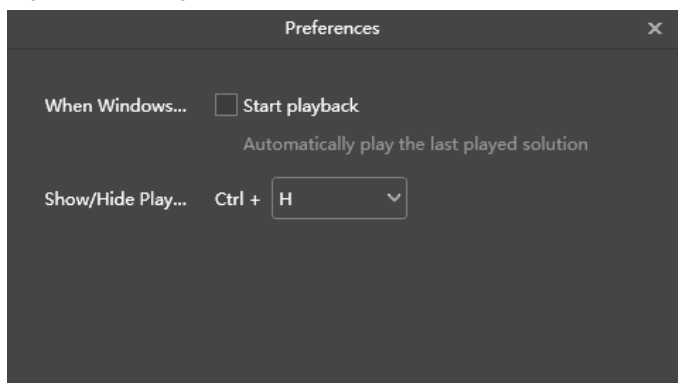 Preferences
When Windows... Start playback
Automatically play the last played solution
Show/Hide Play... Ctrl + H